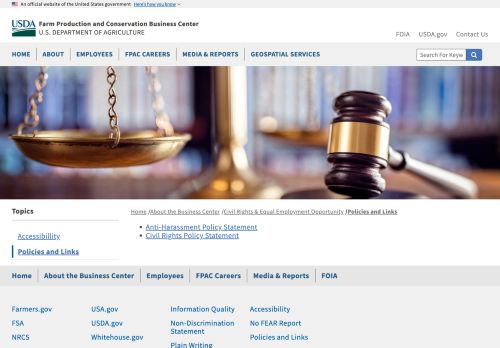 An official website of the United States government Here's how you know
USDA Farm Production and Conservation Business Center
U.S. DEPARTMENT OF AGRICULTURE
FOIA USDA.gov Contact Us
HOME ABOUT EMPLOYEES FPAC CAREERS MEDIA & REPORTS GEOSPATIAL SERVICES
Search For Keyw
Topics
Home /About the Business Center /Civil Rights & Equal Employment Opportunity /Policies and Links
Accessibillity
Policies and Links
Anti-Harassment Policy Statement
Civil Rights Policy Statement
Home About the Business Center Employees FPAC Careers Media & Reports FOIA
Farmers.gov USA.gov Information Quality Accessibility
FSA USDA.gov Non-Discrimination Statement No FEAR Report
NRCS Whitehouse.gov Plain Writing Policies and Links